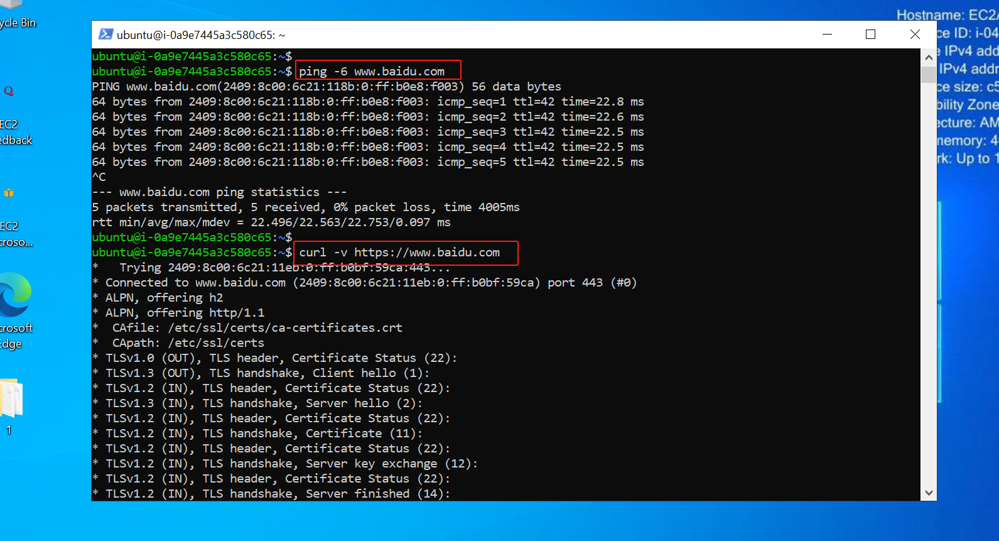 ycle Bin
Q
EC2
edback
EC2
croso...
crosoft
Edge
1
Hostname: EC2A
ce ID: i-04
IPv4 add
IPv4 addr
ce size: c5
bility Zone
ecture: AM
memory: 4
rk: Up to 1
ubuntu@i-0a9e7445a3c580c65: ~
ubuntu@i-0a9e7445a3c580c65:~$
ubuntu@i-0a9e7445a3c580c65:~$ ping -6 www.baidu.com
PING www.baidu.com(2409:8c00:6c21:118b:0:ff:b0e8:f003) 56 data bytes
64 bytes from 2409:8c00:6c21:118b:0:ff:b0e8:f003: icmp_seq=1 ttl=42 time=22.8 ms
64 bytes from 2409:8c00:6c21:118b:0:ff:b0e8:f003: icmp_seq=2 ttl=42 time=22.6 ms
64 bytes from 2409:8c00:6c21:118b:0:ff:b0e8:f003: icmp_seq=3 ttl=42 time=22.5 ms
64 bytes from 2409:8c00:6c21:118b:0:ff:b0e8:f003: icmp_seq=4 ttl=42 time=22.5 ms
64 bytes from 2409:8c00:6c21:118b:0:ff:b0e8:f003: icmp_seq=5 ttl=42 time=22.5 ms
^C
--- www.baidu.com ping statistics ---
5 packets transmitted, 5 received, 0% packet loss, time 4005ms
rtt min/avg/max/mdev = 22.496/22.563/22.753/0.097 ms
ubuntu@i-0a9e7445a3c580c65:~$
ubuntu@i-0a9e7445a3c580c65:~$ curl -v https://www.baidu.com
*   Trying 2409:8c00:6c21:11eb:0:ff:b0bf:59ca:443...
* Connected to www.baidu.com (2409:8c00:6c21:11eb:0:ff:b0bf:59ca) port 443 (#0)
* ALPN, offering h2
* ALPN, offering http/1.1
*  CAfile: /etc/ssl/certs/ca-certificates.crt
*  CApath: /etc/ssl/certs
* TLSv1.0 (OUT), TLS header, Certificate Status (22):
* TLSv1.3 (OUT), TLS handshake, Client hello (1):
* TLSv1.2 (IN), TLS header, Certificate Status (22):
* TLSv1.3 (IN), TLS handshake, Server hello (2):
* TLSv1.2 (IN), TLS header, Certificate Status (22):
* TLSv1.2 (IN), TLS handshake, Certificate (11):
* TLSv1.2 (IN), TLS header, Certificate Status (22):
* TLSv1.2 (IN), TLS handshake, Server key exchange (12):
* TLSv1.2 (IN), TLS header, Certificate Status (22):
* TLSv1.2 (IN), TLS handshake, Server finished (14):